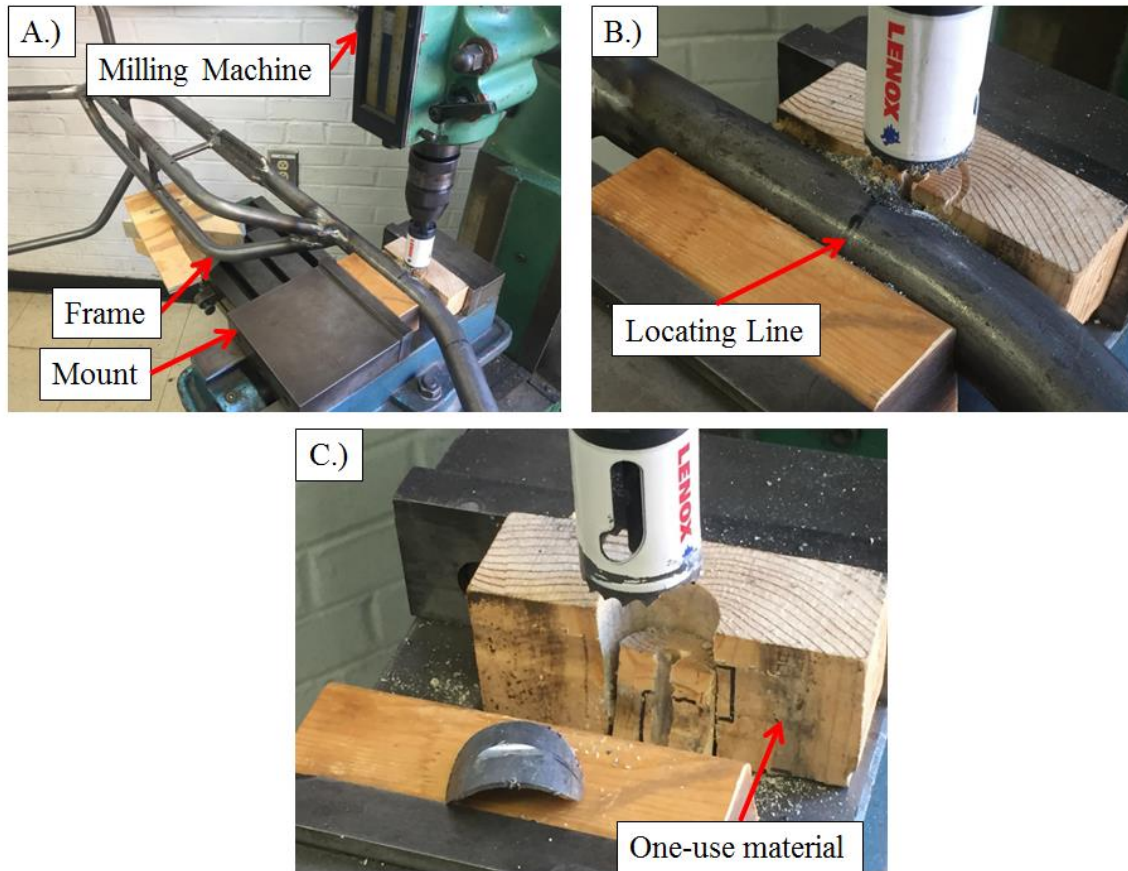 A.)
Milling Machine
Frame
Mount
B.)
LENOX
Locating Line
C.)
LENOX
One-use material